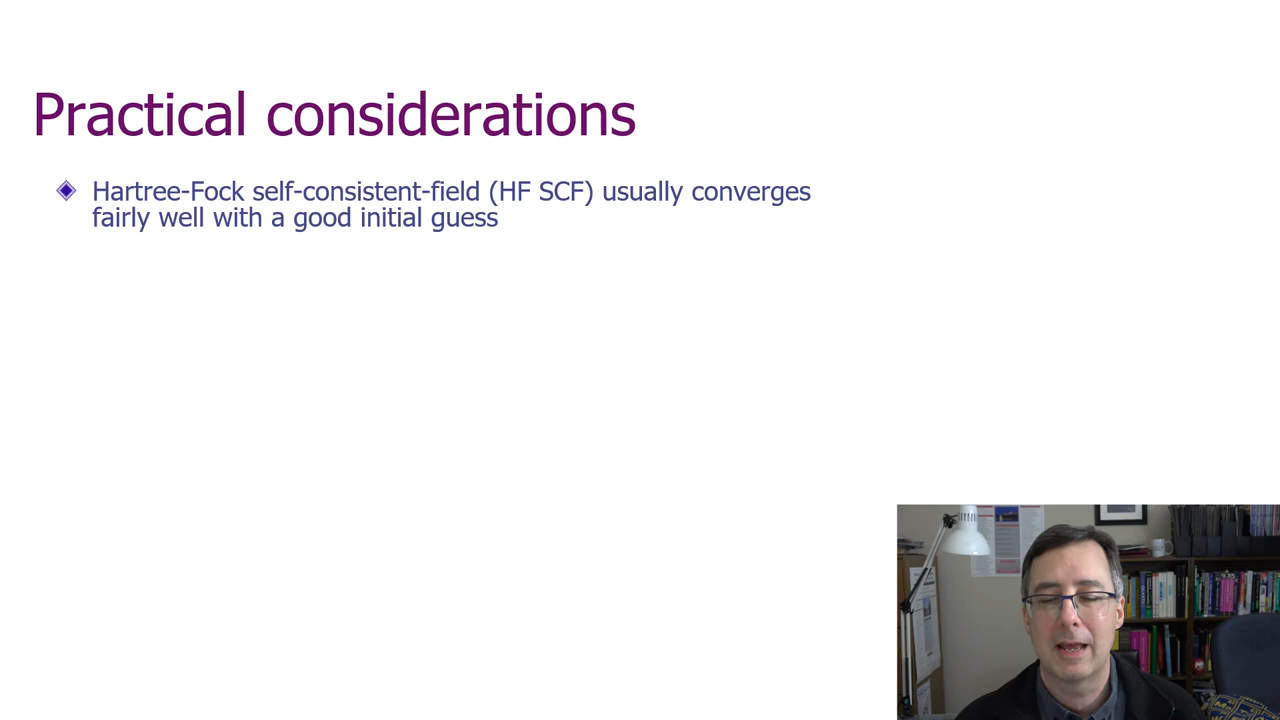 Practical considerations
Hartree-Fock self-consistent-field (HF SCF) usually converges
fairly well with a good initial guess